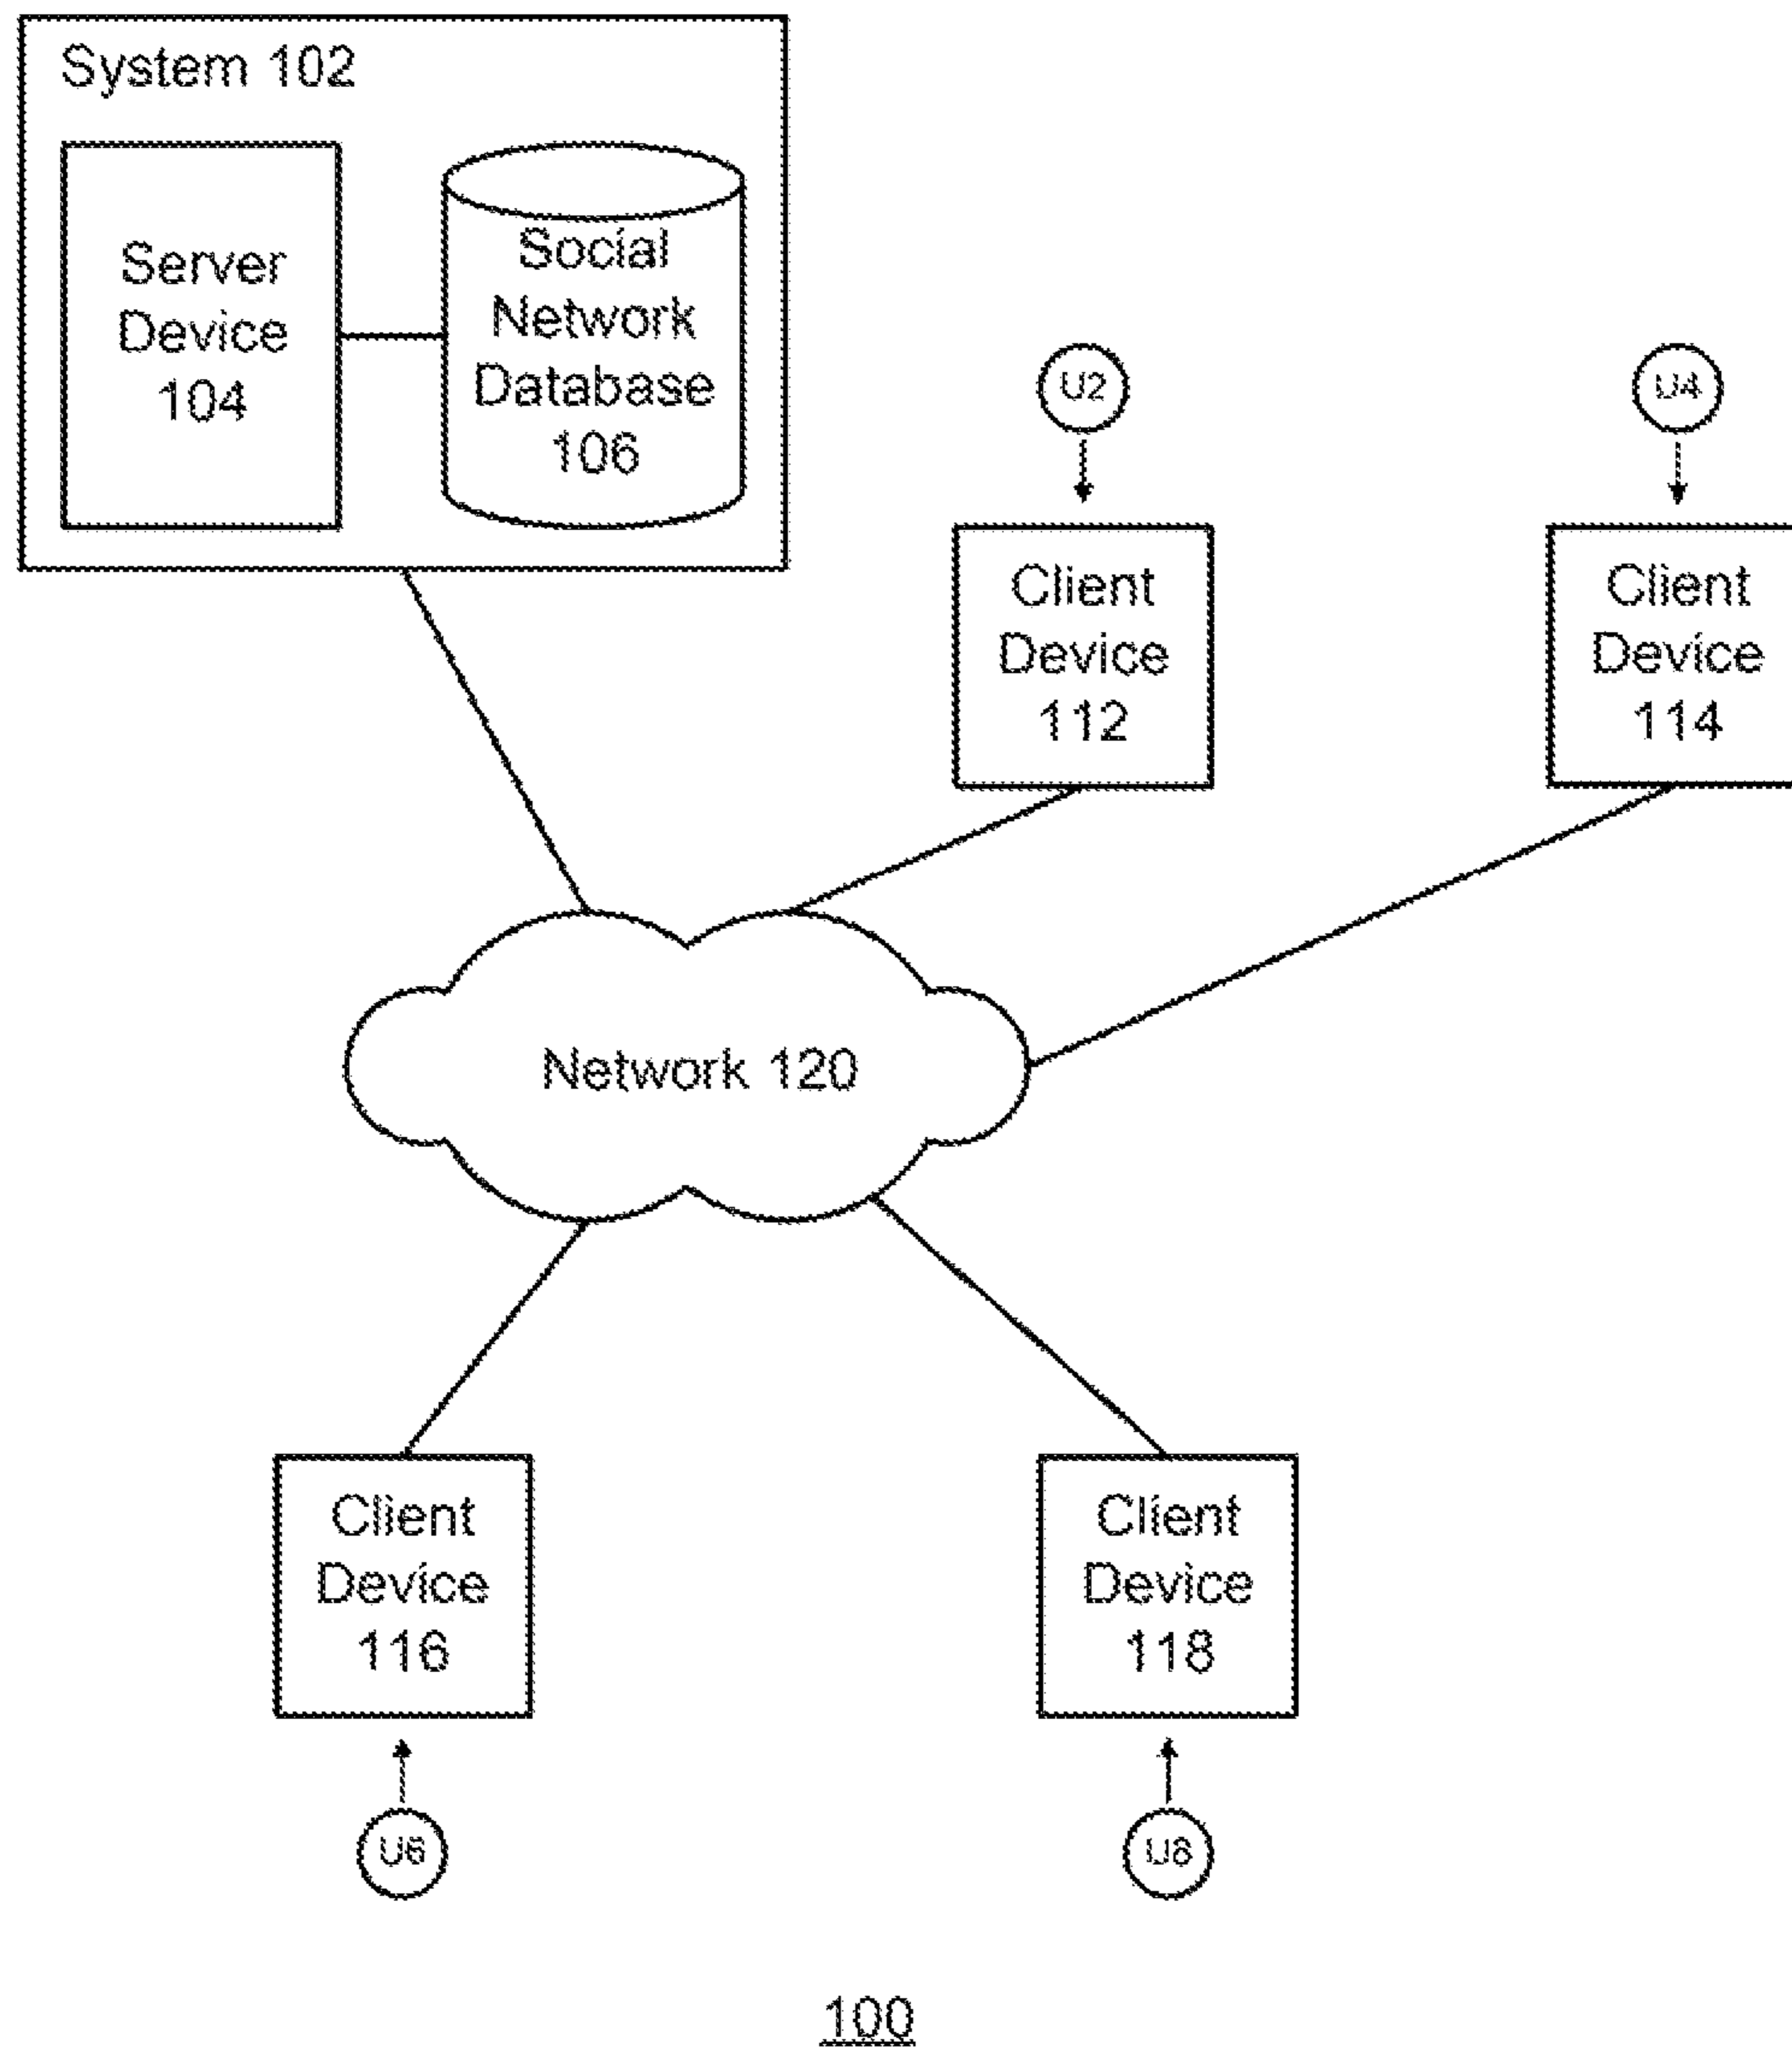 System 102
Server
Device
104
Social
Network
Database
106
U2
U4
Client
Device
112
Client
Device
114
Network 120
Client
Device
116
Client
Device
118
U6
U8
100